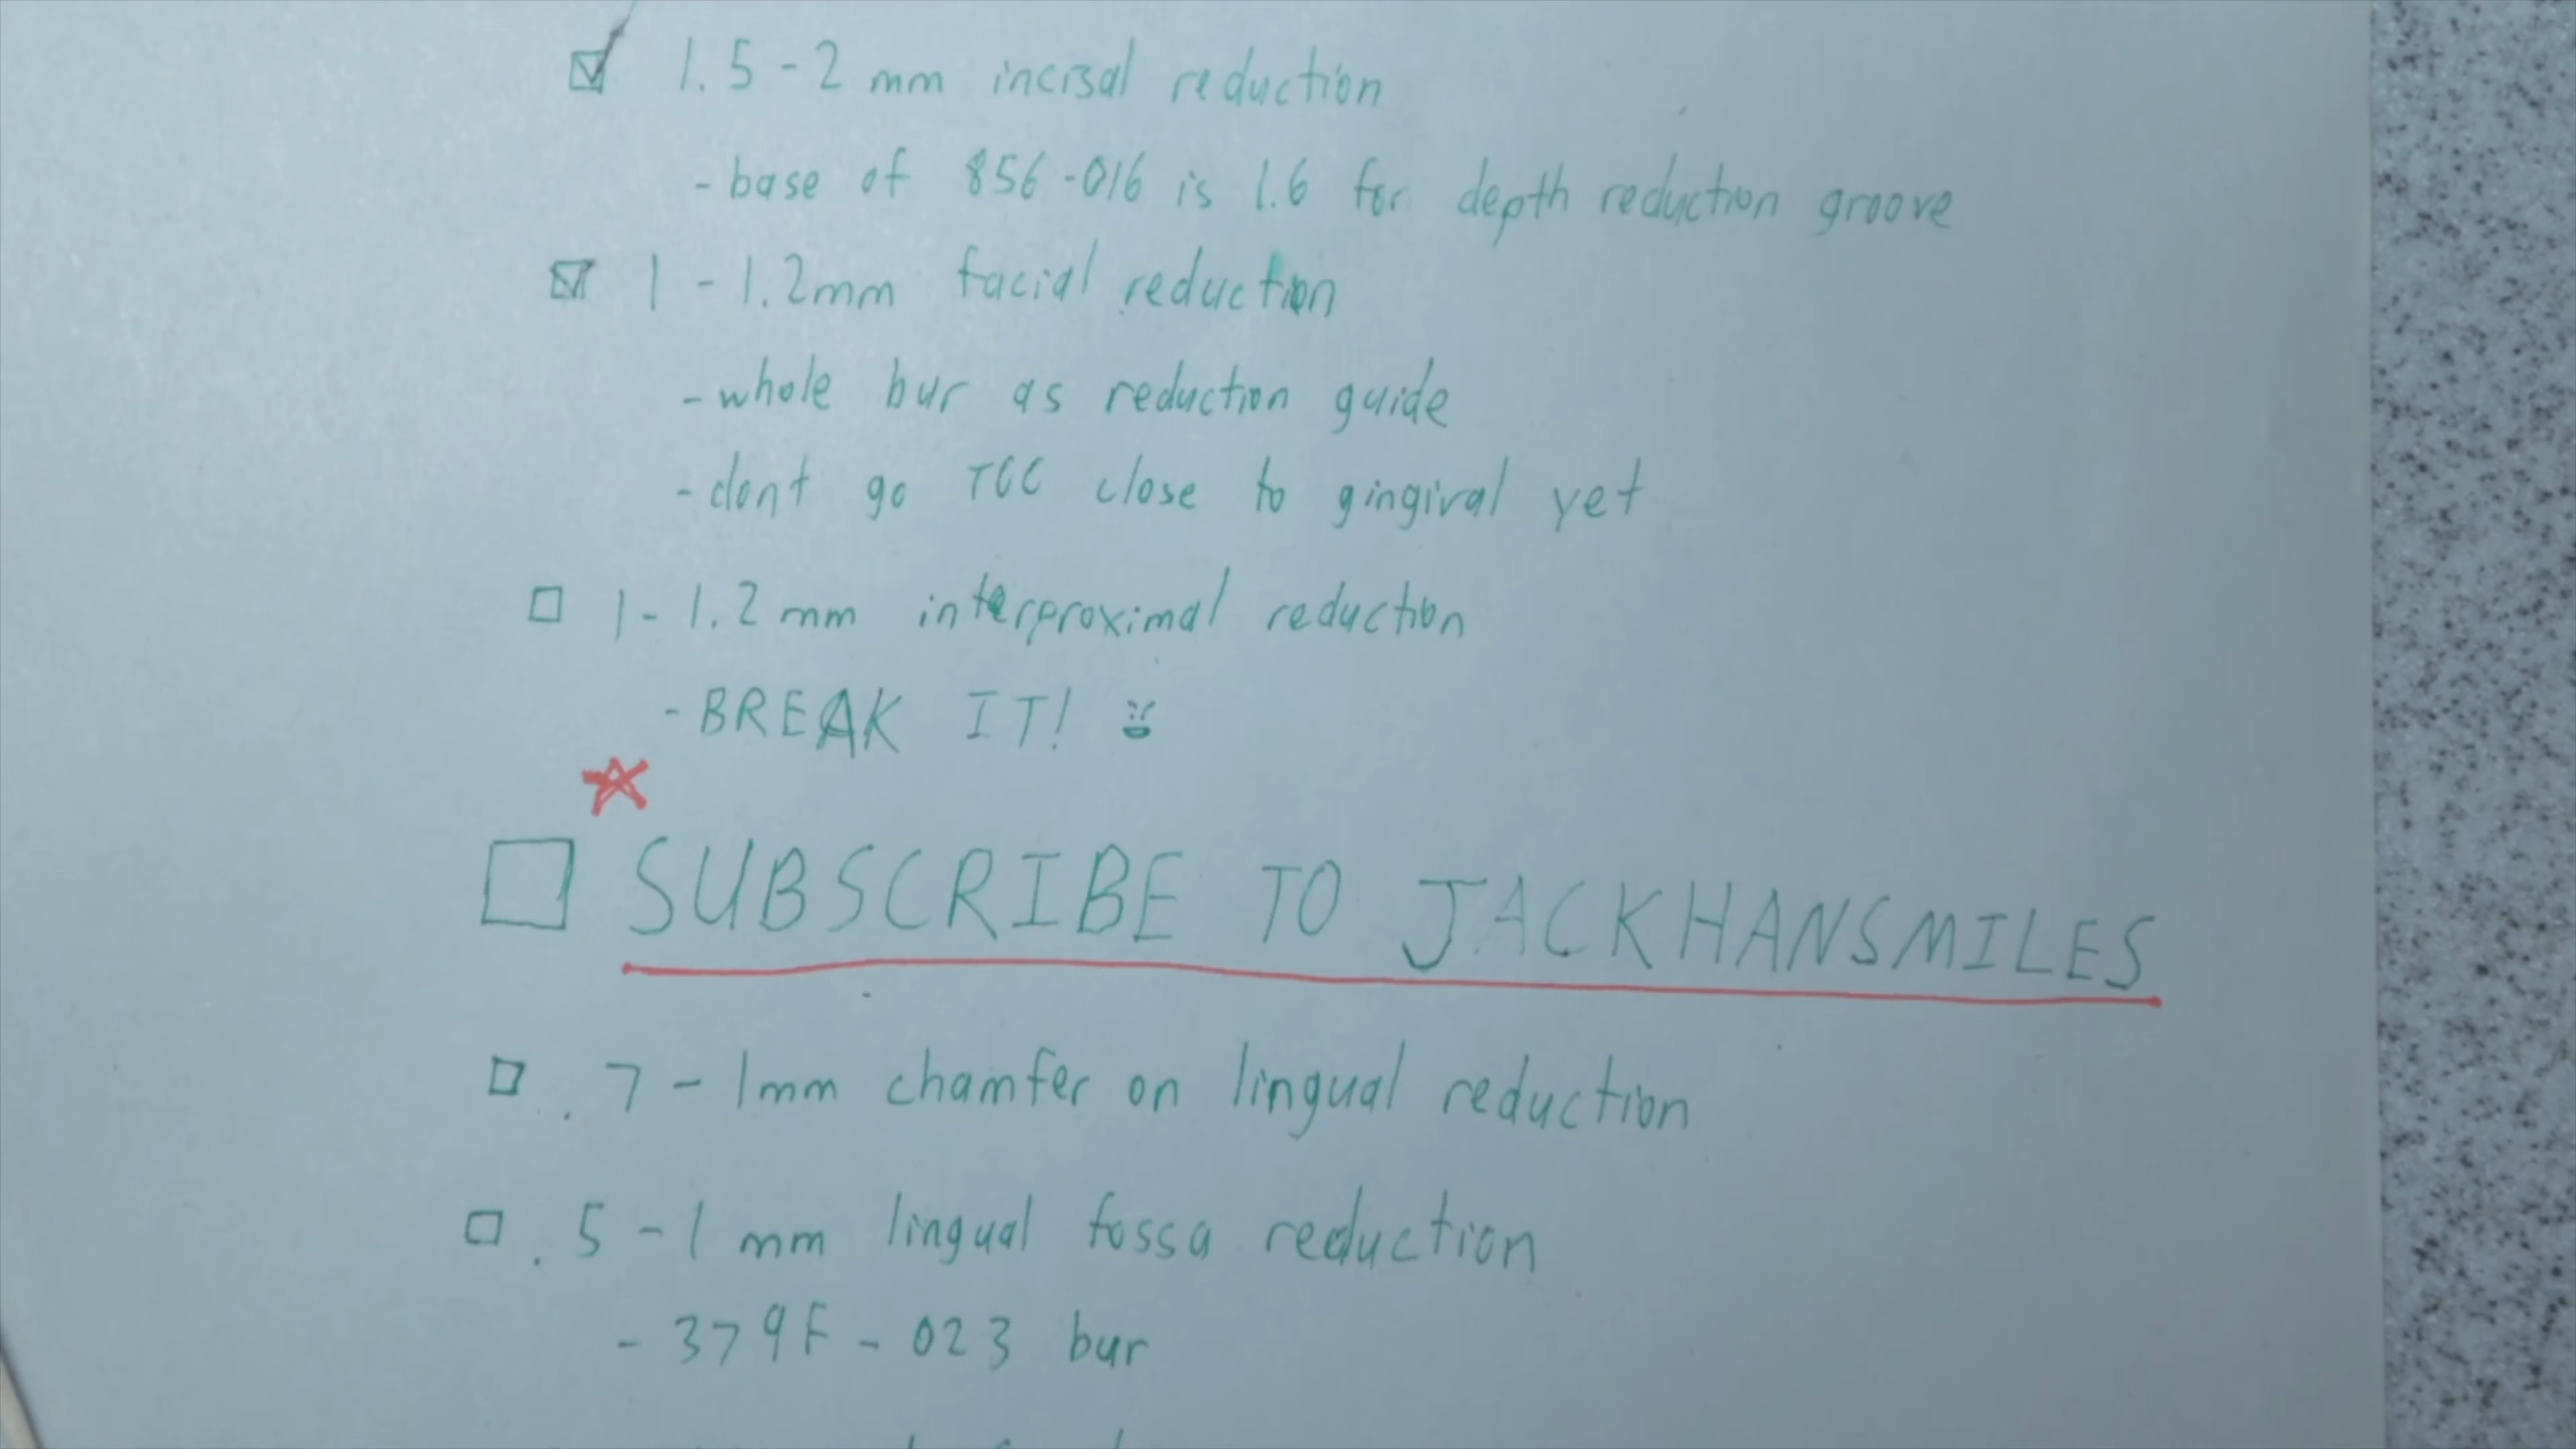 1.5-2 mm incisal reduction
- base of 856-016 is 1.6 for depth reduction groove
1-1.2mm facial reduction
- whole bur as reduction guide
- dont go TOO close to gingival yet
1-1.2 mm interproximal reduction
- BREAK IT!
SUBSCRIBE TO JACKHANSMILES
.7-1mm chamfer on lingual reduction
.5-1 mm lingual fossa reduction
- 379F-023 bur